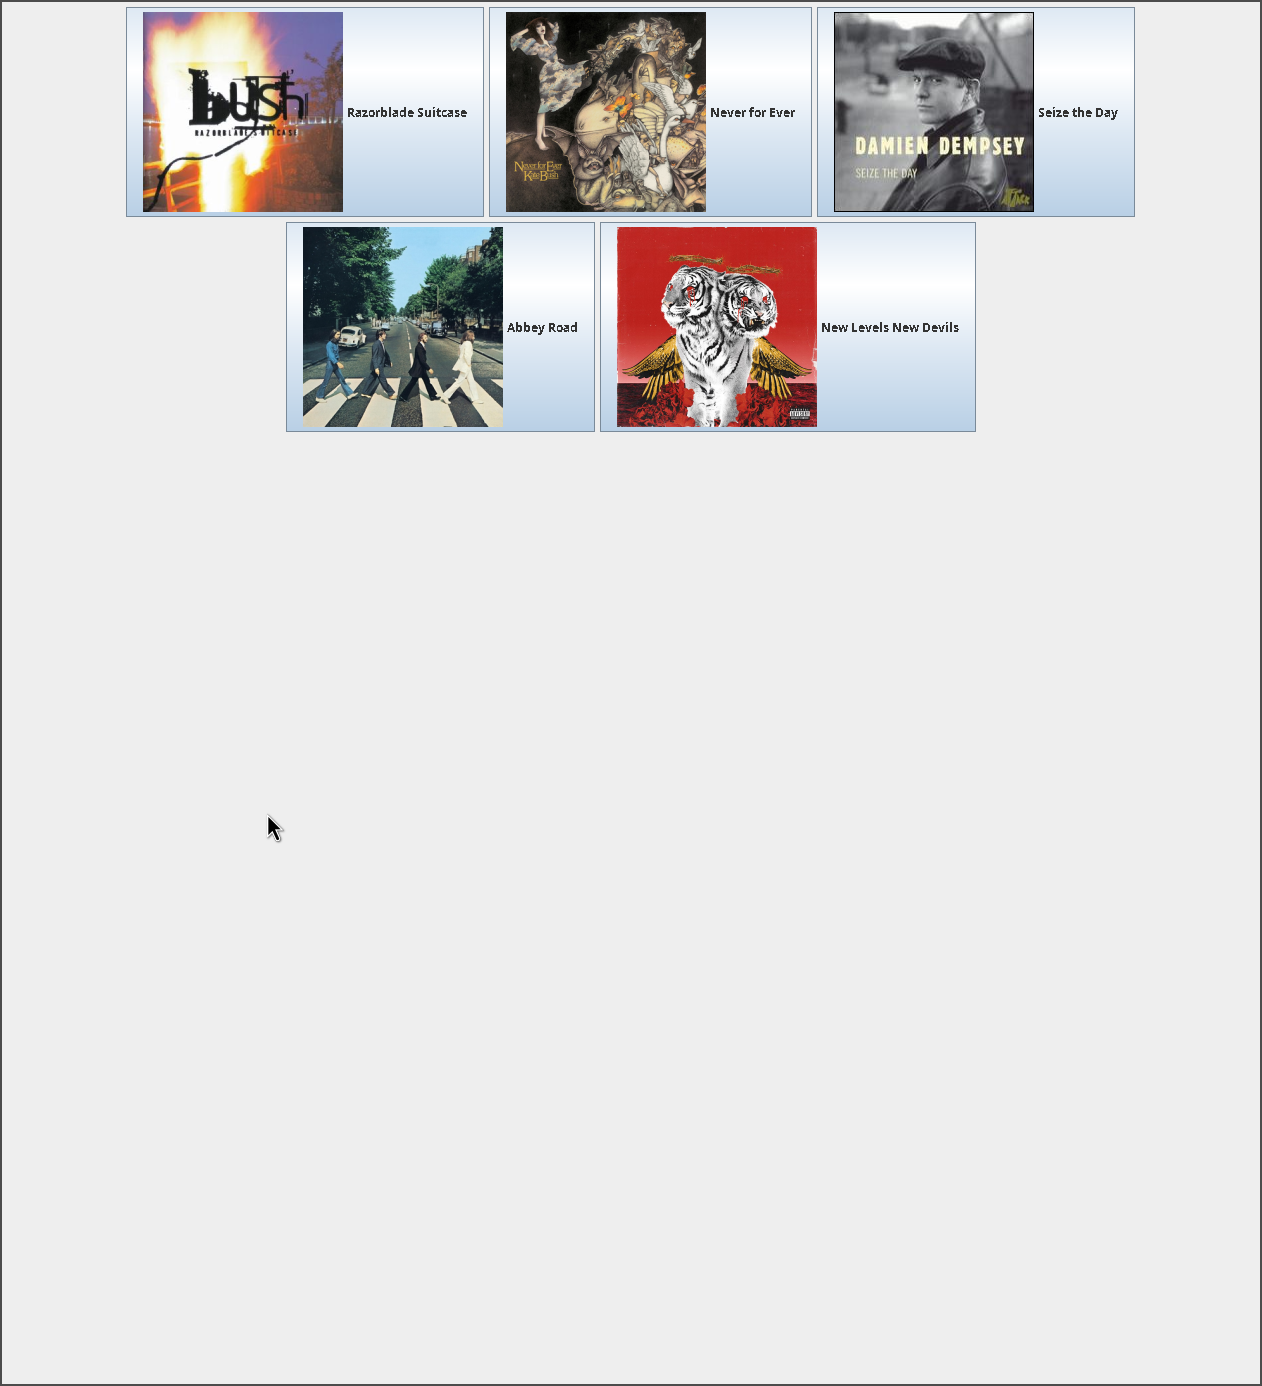 bush
RAZORBLADE SUITCASE
Razorblade Suitcase
Never for Ever
Kate Bush
Never for Ever
DAMIEN DEMPSEY
SEIZE THE DAY
ATTACK
Seize the Day
Abbey Road
New Levels New Devils